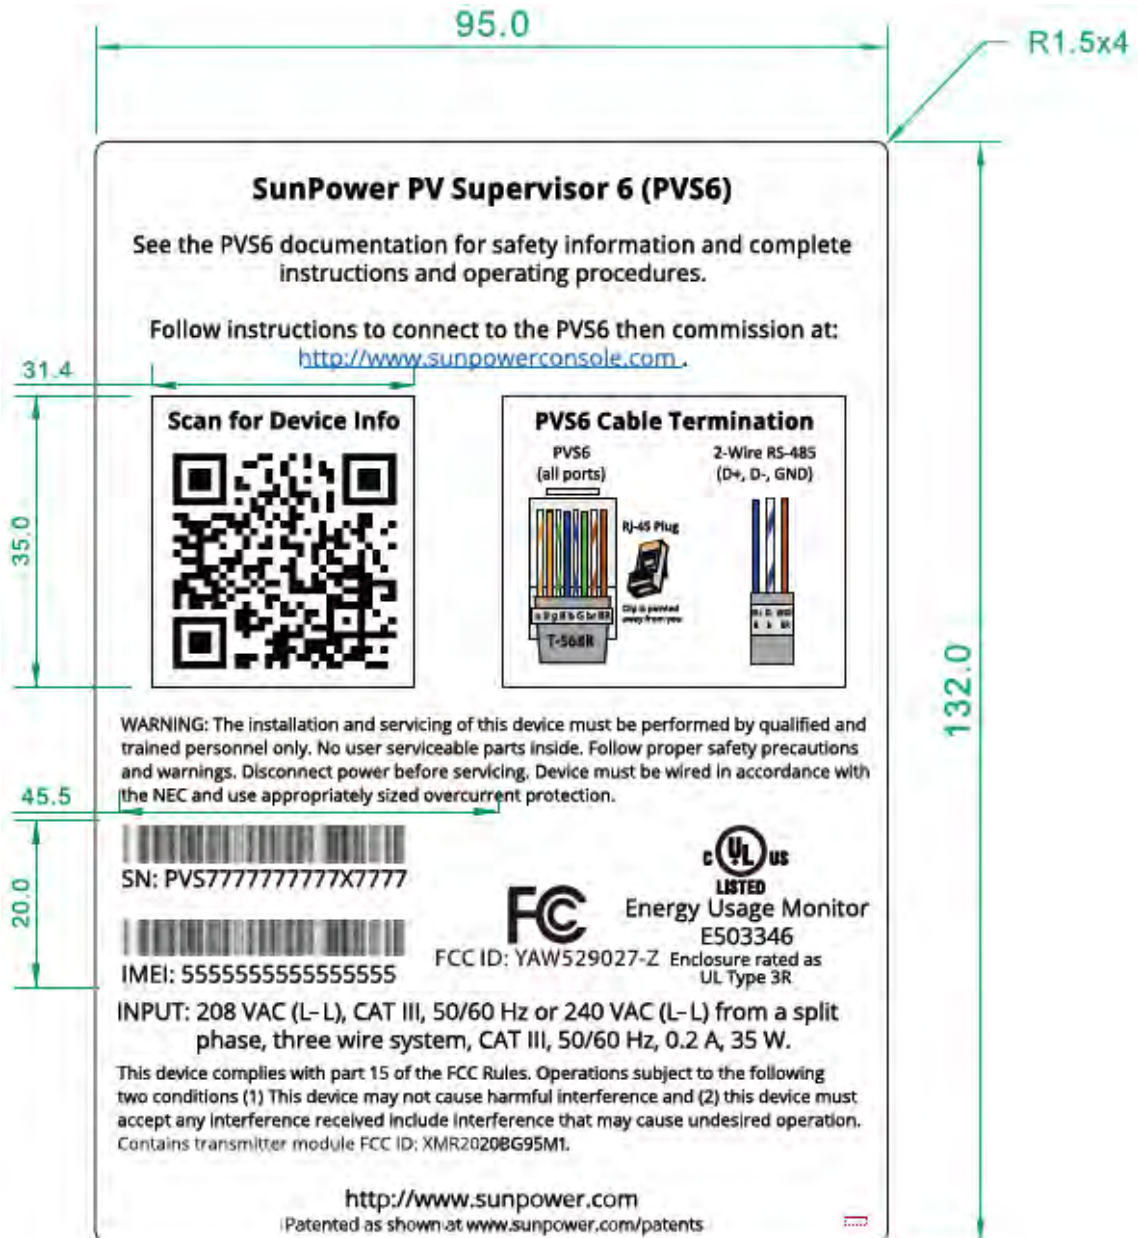 95.0
R1.5x4
SunPower PV Supervisor 6 (PVS6)
See the PVS6 documentation for safety information and complete
instructions and operating procedures.
Follow instructions to connect to the PVS6 then commission at:
http://www.sunpowerconsole.com .
31.4
Scan for Device Info
PVS6 Cable Termination
PVS6
(all ports)
2-Wire RS-485
(D+, D-, GND)
RJ-45 Plug
Clip is pointed
away from you
T-568B
35.0
132.0
WARNING: The installation and servicing of this device must be performed by qualified and
trained personnel only. No user serviceable parts inside. Follow proper safety precautions
and warnings. Disconnect power before servicing. Device must be wired in accordance with
the NEC and use appropriately sized overcurrent protection.
45.5
20.0
SN: PVS7777777777X7777
IMEI: 5555555555555555
FC
FCC ID: YAW529027-Z
C UL US
LISTED
Energy Usage Monitor
E503346
Enclosure rated as
UL Type 3R
INPUT: 208 VAC (L-L), CAT III, 50/60 Hz or 240 VAC (L-L) from a split
phase, three wire system, CAT III, 50/60 Hz, 0.2 A, 35 W.
This device complies with part 15 of the FCC Rules. Operations subject to the following
two conditions (1) This device may not cause harmful interference and (2) this device must
accept any interference received include interference that may cause undesired operation.
Contains transmitter module FCC ID: XMR2020BG95M1.
http://www.sunpower.com
Patented as shown at www.sunpower.com/patents